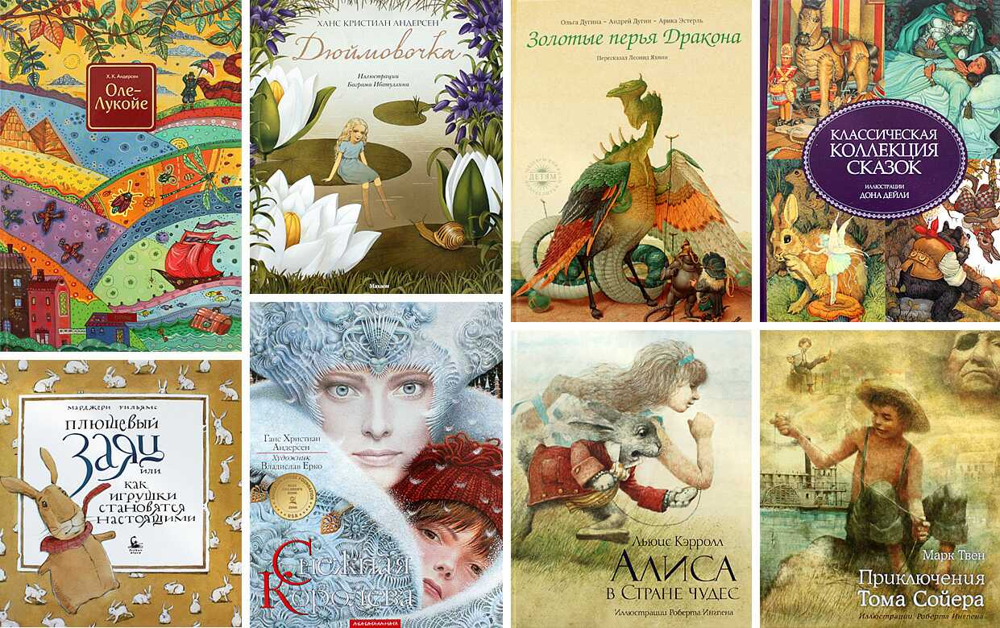 Х. К. Андерсен
Оле-
Лукойе
ХАНС КРИСТИАН АНДЕРСЕН
Дюймовочка
Иллюстрации
Баграма Ибатуллина
Махаон
Ольга Дугина – Андрей Дугин – Арика Эстерль
Золотые перья Дракона
Пересказал Леонид Яхнин
ДЕТЯМ
КЛАССИЧЕСКАЯ
КОЛЛЕКЦИЯ
СКАЗОК
ИЛЛЮСТРАЦИИ
ДОНА ДЕЙЛИ
марджери уильямс
плюшевый
заяц
или
как
игрушки
становятся
настоящими
Ганс Христиан
Андерсен
Художник
Владислав Ерко
Снежная
Королева
Льюис Кэрролл
Алиса
в Стране чудес
Иллюстрации Роберта Ингпена
Марк Твен
Приключения
Тома Сойера
Иллюстрации Роберта Ингпена